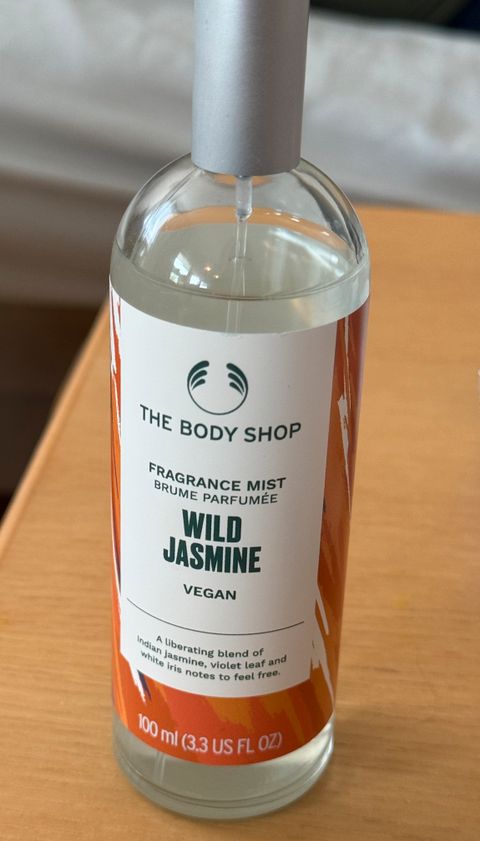 THE BODY SHOP
FRAGRANCE MIST
BRUME PARFUMÉE
WILD
JASMINE
VEGAN
A liberating blend of
Indian jasmine, violet leaf and
white iris notes to feel free.
100 ml (3.3 US FL OZ)